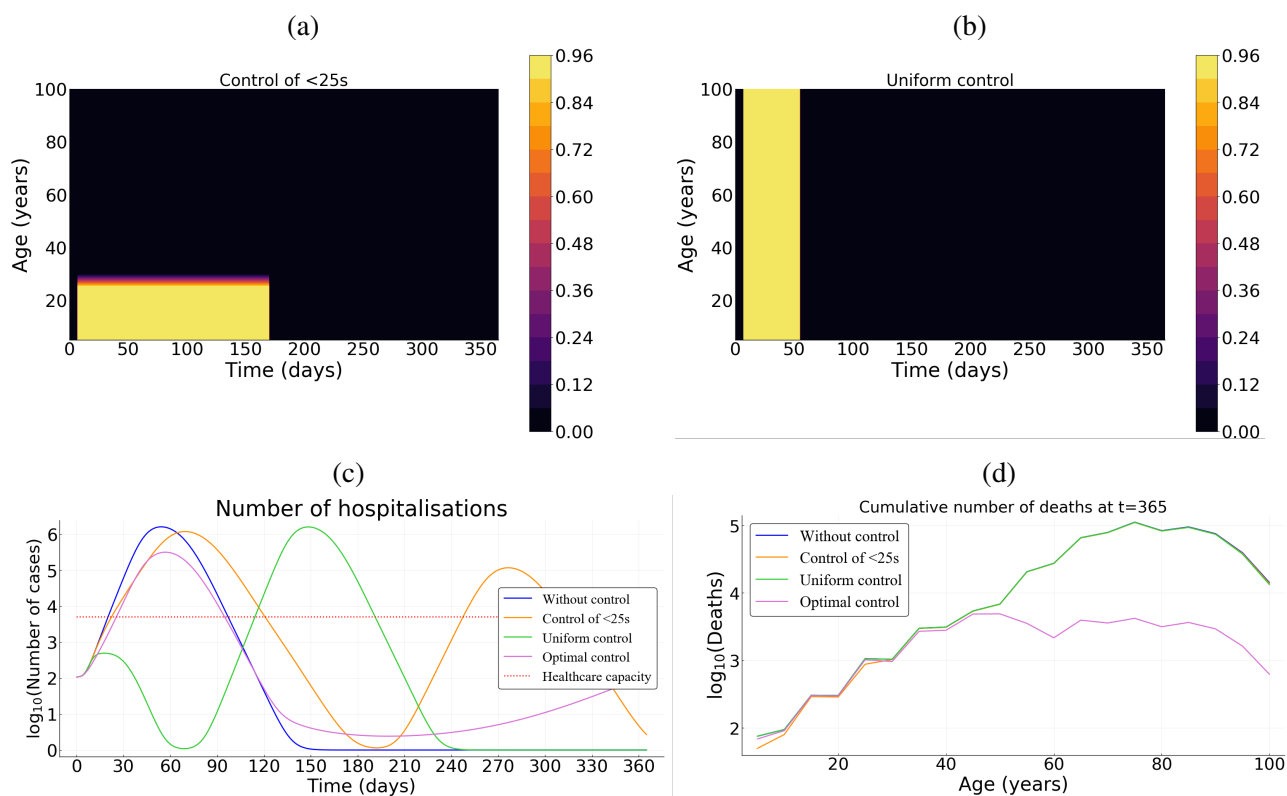 (a)
Control of <25s
100
80
60
40
20
0 50 100 150 200 250 300 350
Age (years)
Time (days)
0.96
0.84
0.72
0.60
0.48
0.36
0.24
0.12
0.00
(b)
Uniform control
100
80
60
40
20
0 50 100 150 200 250 300 350
Age (years)
Time (days)
0.96
0.84
0.72
0.60
0.48
0.36
0.24
0.12
0.00
(c)
Number of hospitalisations
log₁₀(Number of cases)
6
5
4
3
2
1
0
0 30 60 90 120 150 180 210 240 270 300 330 360
Time (days)
Without control
Control of <25s
Uniform control
Optimal control
Healthcare capacity
(d)
Cumulative number of deaths at t=365
log₁₀(Deaths)
5
4
3
2
20 40 60 80 100
Age (years)
Without control
Control of <25s
Uniform control
Optimal control